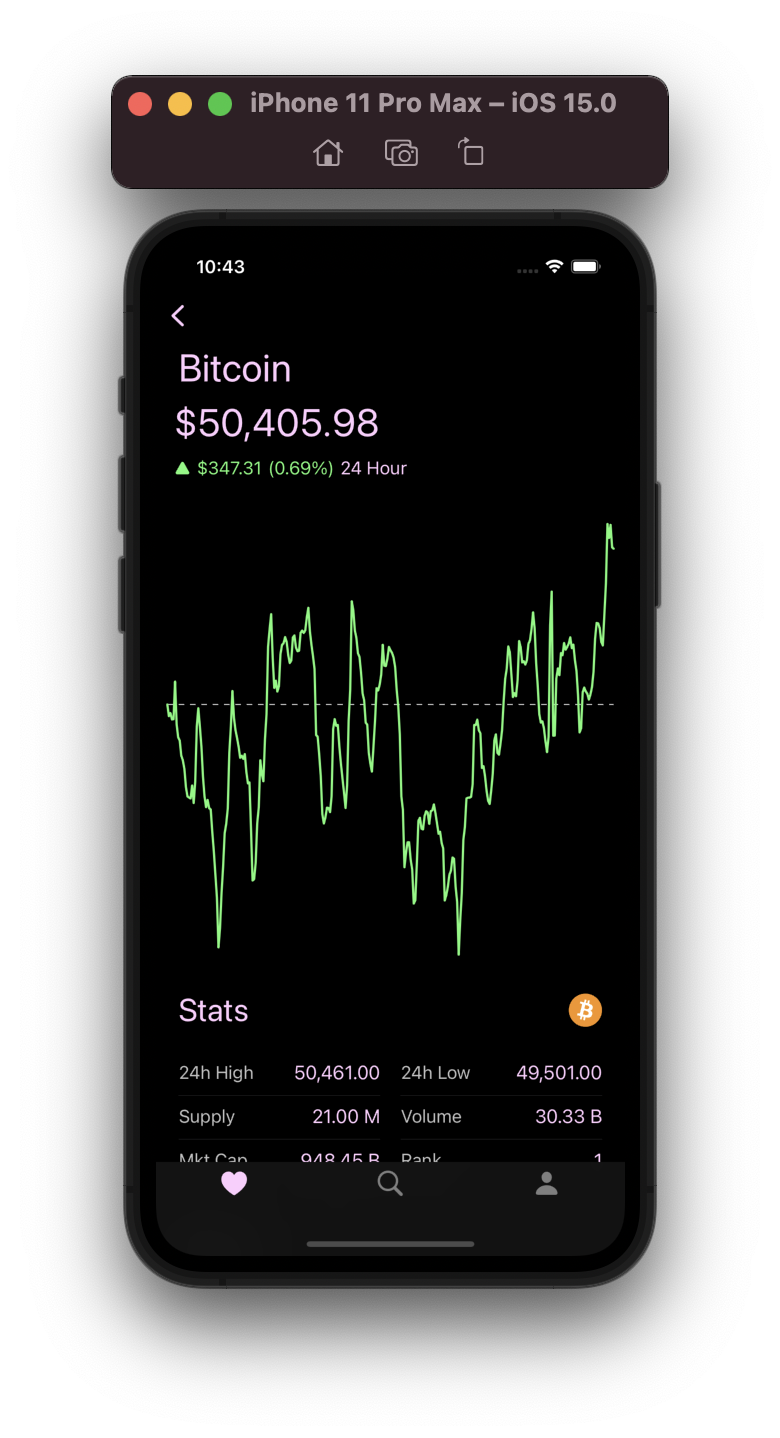 iPhone 11 Pro Max – iOS 15.0
10:43
Bitcoin
$50,405.98
$347.31 (0.69%) 24 Hour
Stats
24h High 50,461.00 24h Low 49,501.00
Supply 21.00 M Volume 30.33 B
Mkt Cap 948.45 B Rank 1